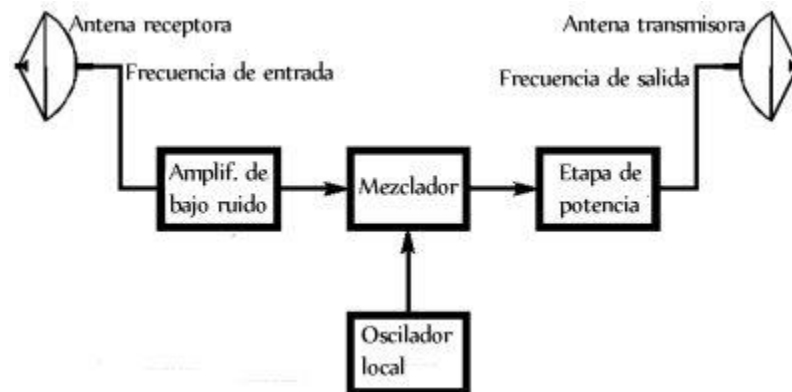 Antena receptora
Antena transmisora
Frecuencia de entrada
Frecuencia de salida
Amplif. de
bajo ruido
Mezclador
Etapa de
potencia
Oscilador
local